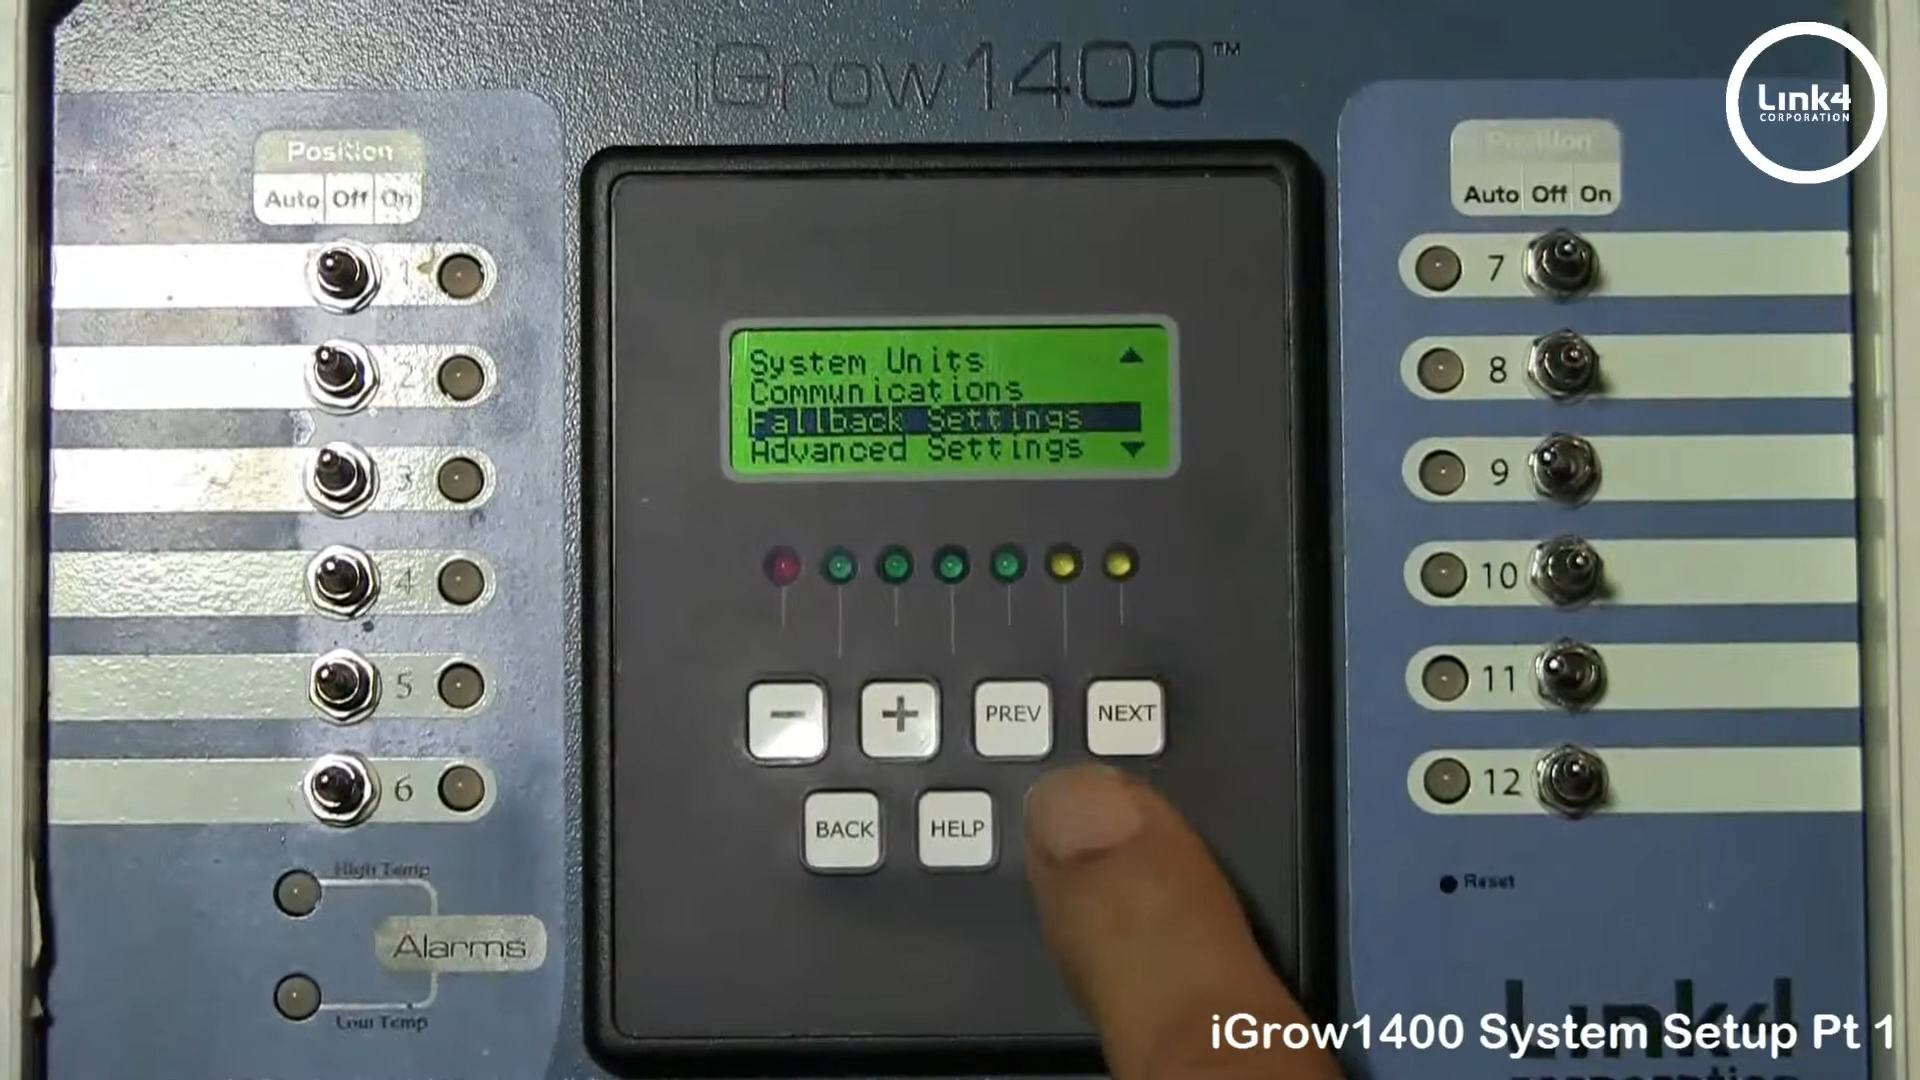 iGrow1400™
Link4
CORPORATION
Position
Auto Off On
1
2
3
4
5
6
High Temp
Alarms
Low Temp
System Units
Communications
Fallback Settings
Advanced Settings
- + PREV NEXT
BACK HELP
Position
Auto Off On
7
8
9
10
11
12
Reset
Link4
corporation
iGrow1400 System Setup Pt 1